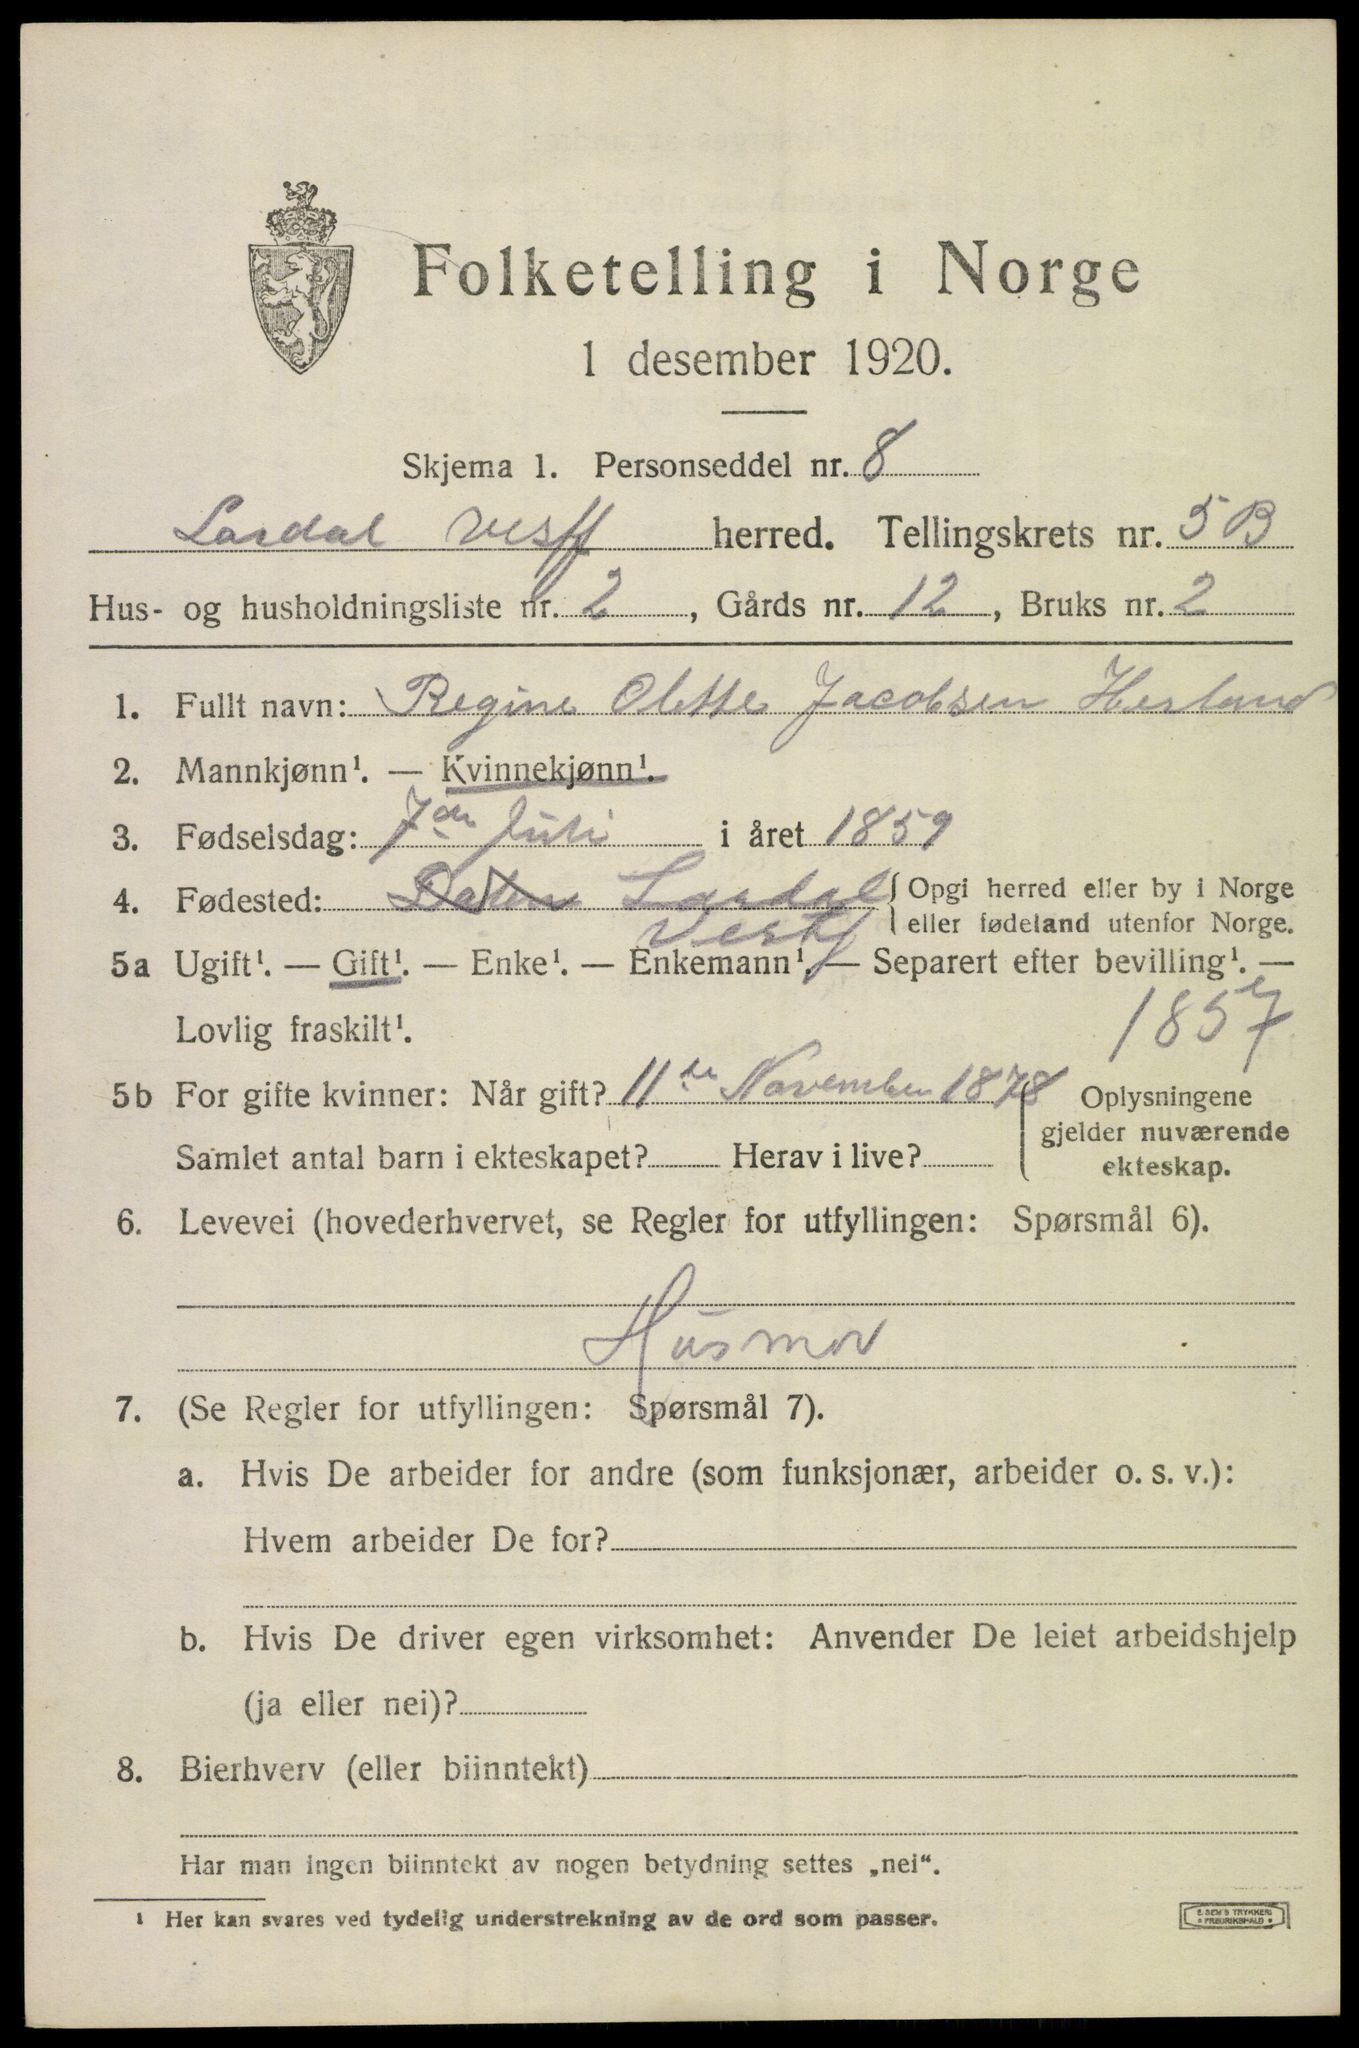 Folketelling i Norge
1 desember 1920.
Skjema 1. Personseddel nr. 8
Lardal Vestf herred. Tellingskrets nr. 5 B
Hus- og husholdningsliste nr. 2, Gårds nr. 12, Bruks nr. 2
1. Fullt navn: Regine Olette Jacobsen Herland
2. Mannkjønn¹. — Kvinnekjønn¹.
3. Fødselsdag: 7de Juli i året 1859
4. Fødested: Lardal { Opgi herred eller by i Norge
Vestf eller fødeland utenfor Norge.
5a Ugift¹. — Gift¹. — Enke¹. — Enkemann¹. — Separert efter bevilling¹. —
Lovlig fraskilt¹. 1857
5b For gifte kvinner: Når gift? 11te November 1878 Oplysningene
gjelder nuværende
Samlet antal barn i ekteskapet? Herav i live? ekteskap.
6. Levevei (hovederhvervet, se Regler for utfyllingen: Spørsmål 6).
Husmor
7. (Se Regler for utfyllingen: Spørsmål 7).
a. Hvis De arbeider for andre (som funksjonær, arbeider o. s. v.):
Hvem arbeider De for?
b. Hvis De driver egen virksomhet: Anvender De leiet arbeidshjelp
(ja eller nei)?
8. Bierhverv (eller biinntekt)
Har man ingen biinntekt av nogen betydning settes „nei“.
¹ Her kan svares ved tydelig understrekning av de ord som passer.
E. SEM'S TRYKKERI
FREDRIKSHALD